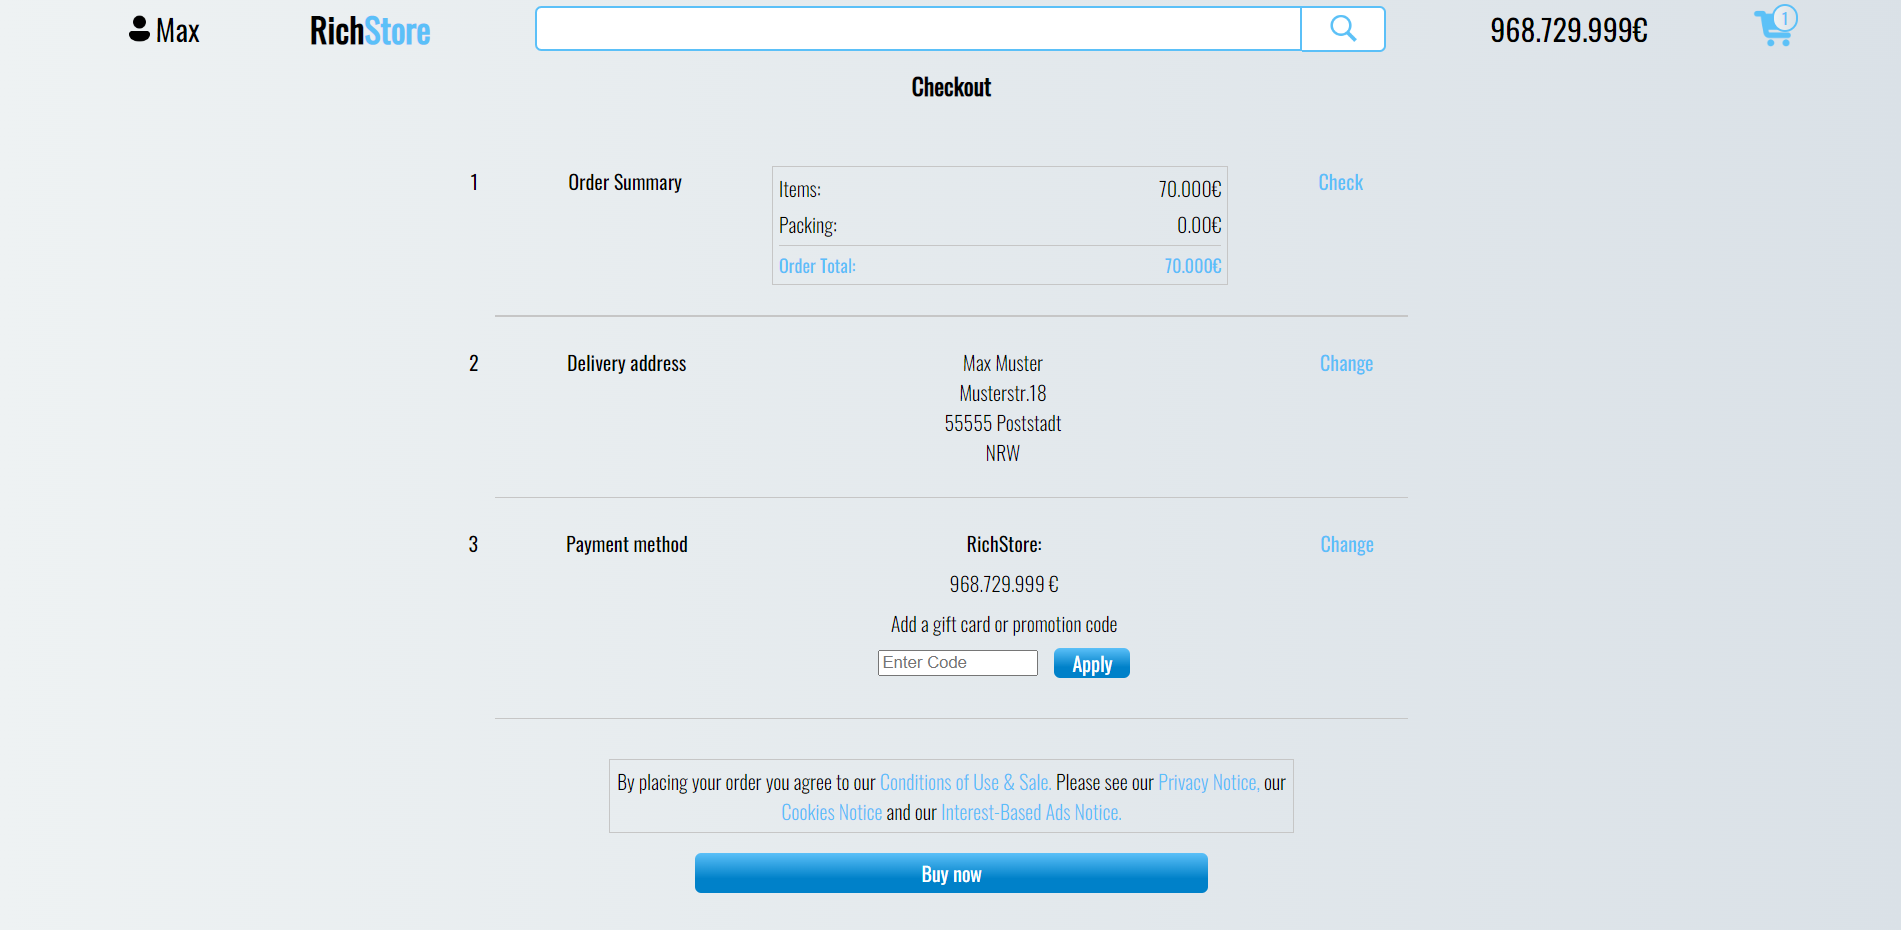 Max
RichStore
968.729.999€
1
Checkout
1
Order Summary
Items:
70.000€
Packing:
0.00€
Order Total:
70.000€
Check
2
Delivery address
Max Muster
Musterstr.18
55555 Poststadt
NRW
Change
3
Payment method
RichStore:
968.729.999 €
Add a gift card or promotion code
Enter Code
Apply
Change
By placing your order you agree to our Conditions of Use & Sale. Please see our Privacy Notice, our
Cookies Notice and our Interest-Based Ads Notice.
Buy now